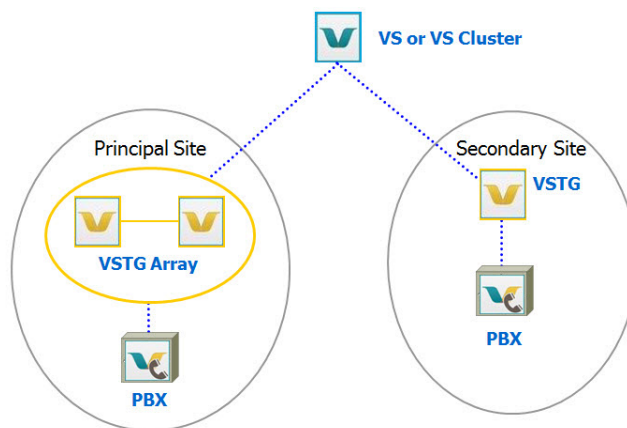 VS or VS Cluster
Principal Site
VSTG Array
PBX
Secondary Site
VSTG
PBX